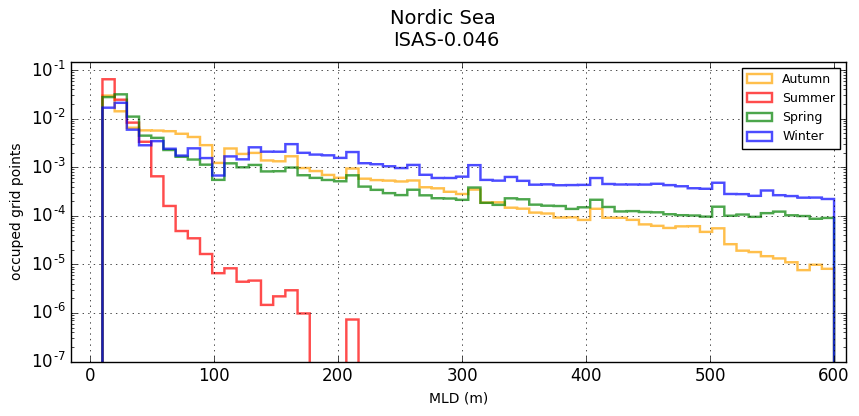 Nordic Sea
ISAS-0.046
10^-1
10^-2
10^-3
10^-4
10^-5
10^-6
10^-7
occuped grid points
Autumn
Summer
Spring
Winter
0 100 200 300 400 500 600
MLD (m)